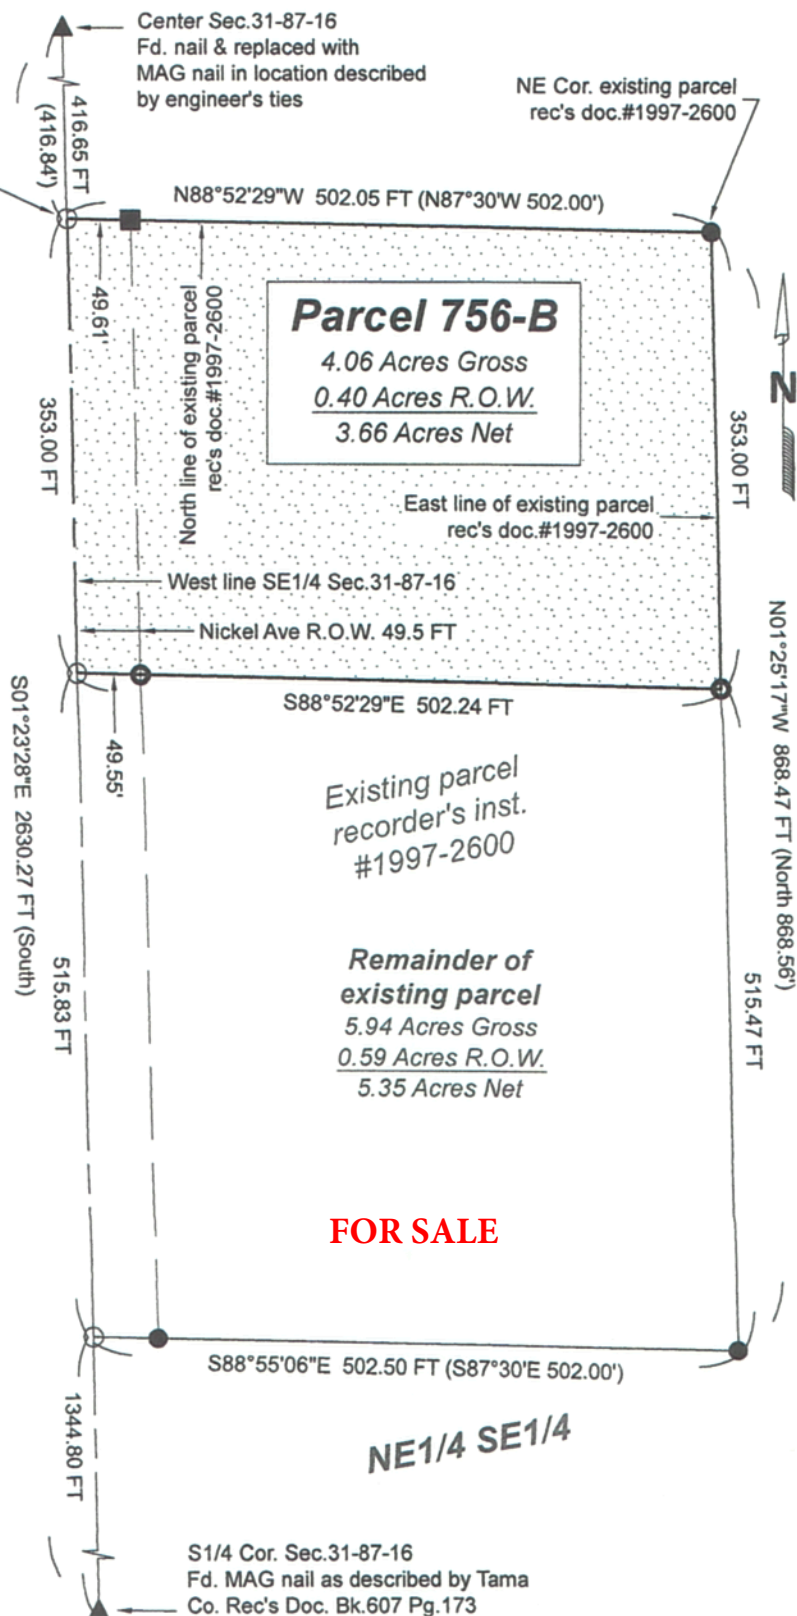 Center Sec.31-87-16
Fd. nail & replaced with
MAG nail in location described
by engineer's ties
NE Cor. existing parcel
rec's doc.#1997-2600
416.65 FT
(416.84')
N88°52'29"W 502.05 FT (N87°30'W 502.00')
49.61'
North line of existing parcel
rec's doc.#1997-2600
Parcel 756-B
4.06 Acres Gross
0.40 Acres R.O.W.
3.66 Acres Net
N
353.00 FT
353.00 FT
East line of existing parcel
rec's doc.#1997-2600
West line SE1/4 Sec.31-87-16
Nickel Ave R.O.W. 49.5 FT
S88°52'29"E 502.24 FT
49.55'
S01°23'28"E 2630.27 FT (South)
N01°25'17"W 868.47 FT (North 868.56')
Existing parcel
recorder's inst.
#1997-2600
515.83 FT
Remainder of
existing parcel
5.94 Acres Gross
0.59 Acres R.O.W.
5.35 Acres Net
515.47 FT
FOR SALE
S88°55'06"E 502.50 FT (S87°30'E 502.00')
1344.80 FT
NE1/4 SE1/4
S1/4 Cor. Sec.31-87-16
Fd. MAG nail as described by Tama
Co. Rec's Doc. Bk.607 Pg.173